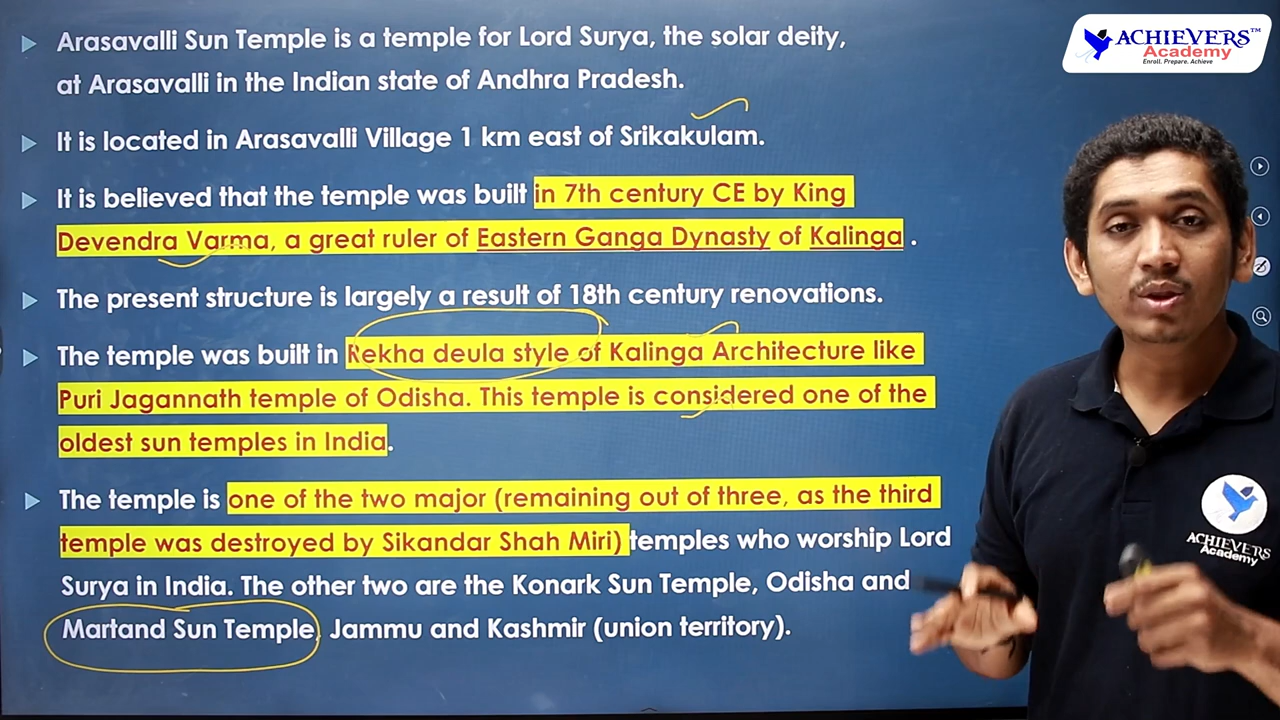 Arasavalli Sun Temple is a temple for Lord Surya, the solar deity,
at Arasavalli in the Indian state of Andhra Pradesh.
It is located in Arasavalli Village 1 km east of Srikakulam.
It is believed that the temple was built in 7th century CE by King
Devendra Varma, a great ruler of Eastern Ganga Dynasty of Kalinga .
The present structure is largely a result of 18th century renovations.
The temple was built in Rekha deula style of Kalinga Architecture like
Puri Jagannath temple of Odisha. This temple is considered one of the
oldest sun temples in India.
The temple is one of the two major (remaining out of three, as the third
temple was destroyed by Sikandar Shah Miri) temples who worship Lord
Surya in India. The other two are the Konark Sun Temple, Odisha and
Martand Sun Temple, Jammu and Kashmir (union territory).
ACHIEVERS™
Academy
Enroll. Prepare. Achieve
ACHIEVERS
Academy